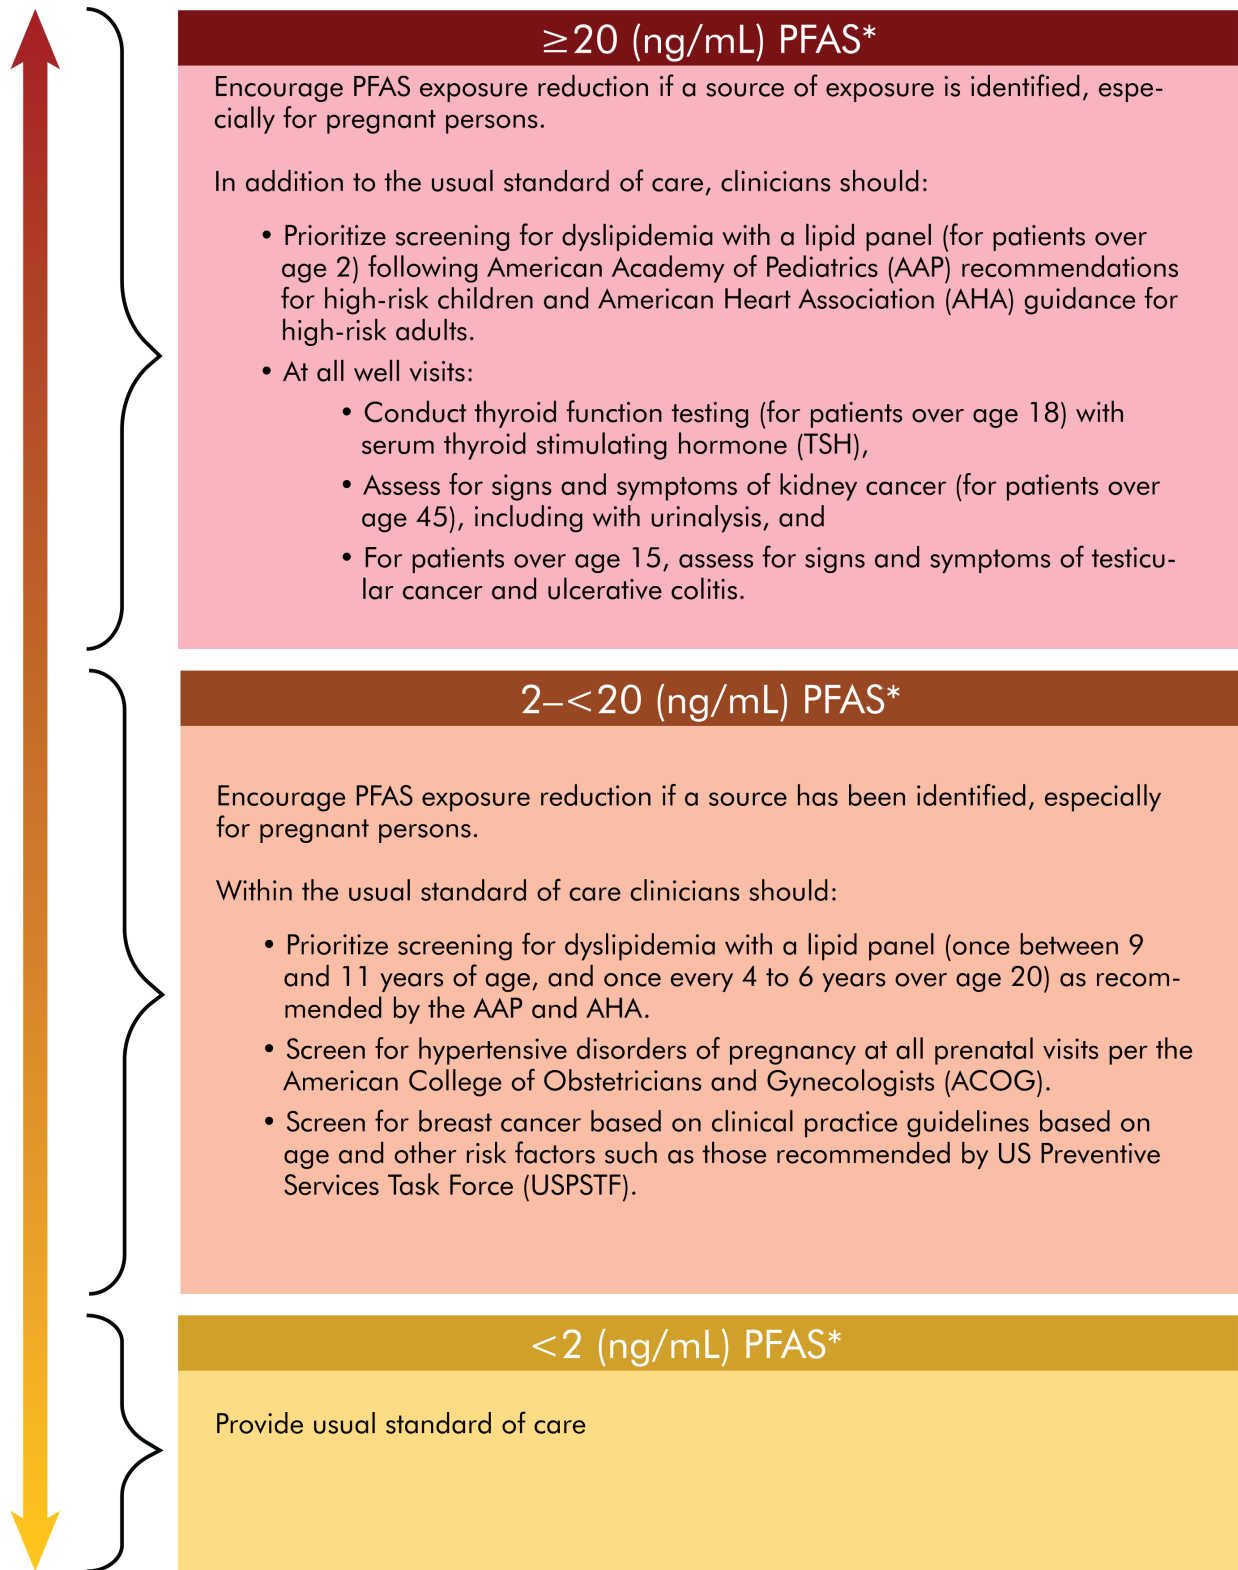 ≥20 (ng/mL) PFAS*
Encourage PFAS exposure reduction if a source of exposure is identified, espe-
cially for pregnant persons.
In addition to the usual standard of care, clinicians should:
• Prioritize screening for dyslipidemia with a lipid panel (for patients over
age 2) following American Academy of Pediatrics (AAP) recommendations
for high-risk children and American Heart Association (AHA) guidance for
high-risk adults.
• At all well visits:
• Conduct thyroid function testing (for patients over age 18) with
serum thyroid stimulating hormone (TSH),
• Assess for signs and symptoms of kidney cancer (for patients over
age 45), including with urinalysis, and
• For patients over age 15, assess for signs and symptoms of testicu-
lar cancer and ulcerative colitis.
2–<20 (ng/mL) PFAS*
Encourage PFAS exposure reduction if a source has been identified, especially
for pregnant persons.
Within the usual standard of care clinicians should:
• Prioritize screening for dyslipidemia with a lipid panel (once between 9
and 11 years of age, and once every 4 to 6 years over age 20) as recom-
mended by the AAP and AHA.
• Screen for hypertensive disorders of pregnancy at all prenatal visits per the
American College of Obstetricians and Gynecologists (ACOG).
• Screen for breast cancer based on clinical practice guidelines based on
age and other risk factors such as those recommended by US Preventive
Services Task Force (USPSTF).
<2 (ng/mL) PFAS*
Provide usual standard of care